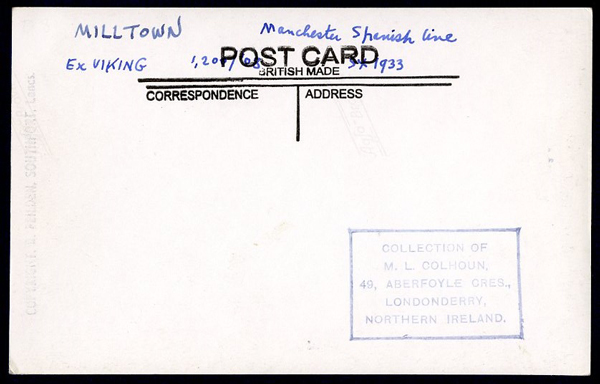 MILLTOWN Manchester Spanish line
Ex VIKING
1933
POST CARD
BRITISH MADE
CORRESPONDENCE ADDRESS
COLLECTION OF
M. L. COLHOUN,
49, ABERFOYLE CRES.,
LONDONDERRY,
NORTHERN IRELAND.